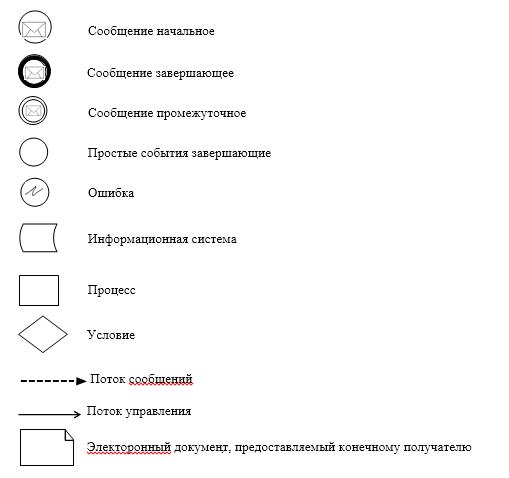 Сообщение начальное
Сообщение завершающее
Сообщение промежуточное
Простые события завершающие
Ошибка
Информационная система
Процесс
Условие
Поток сообщений
Поток управления
Электоронный документ, предоставляемый конечному получателю